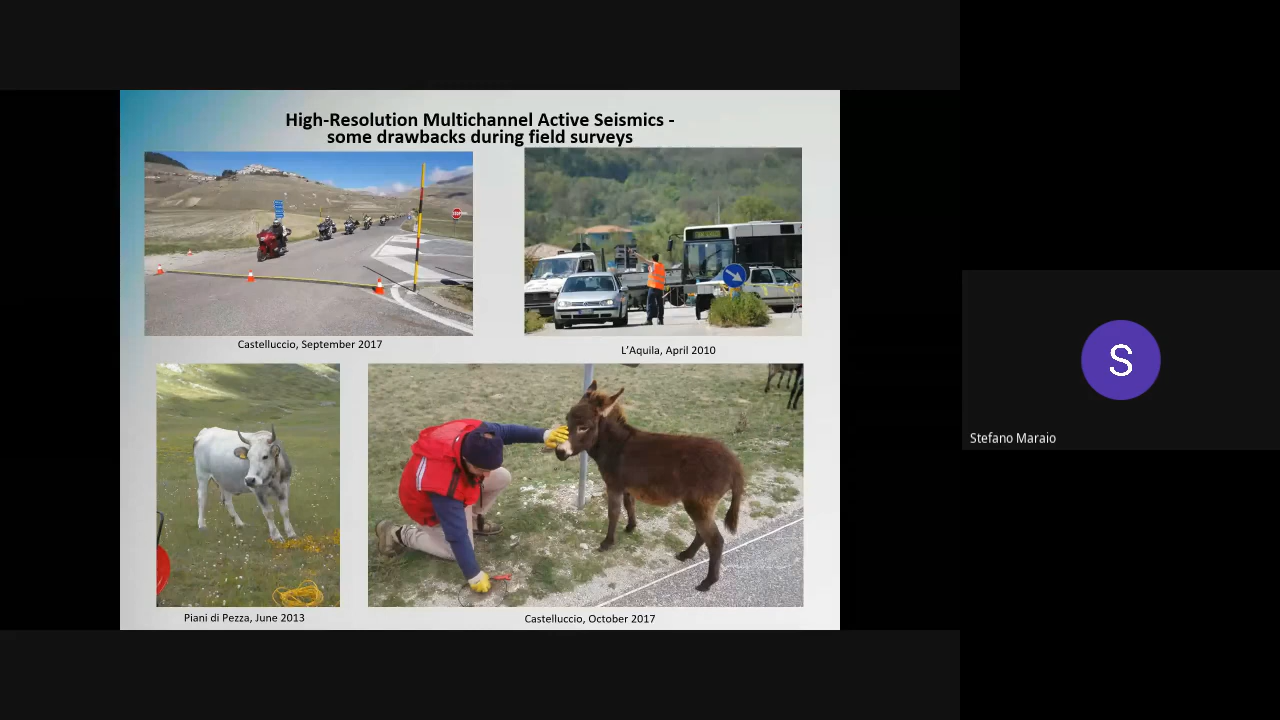 High-Resolution Multichannel Active Seismics -
some drawbacks during field surveys
STOP
Castelluccio, September 2017
L'Aquila, April 2010
Piani di Pezza, June 2013
Castelluccio, October 2017
S
Stefano Maraio